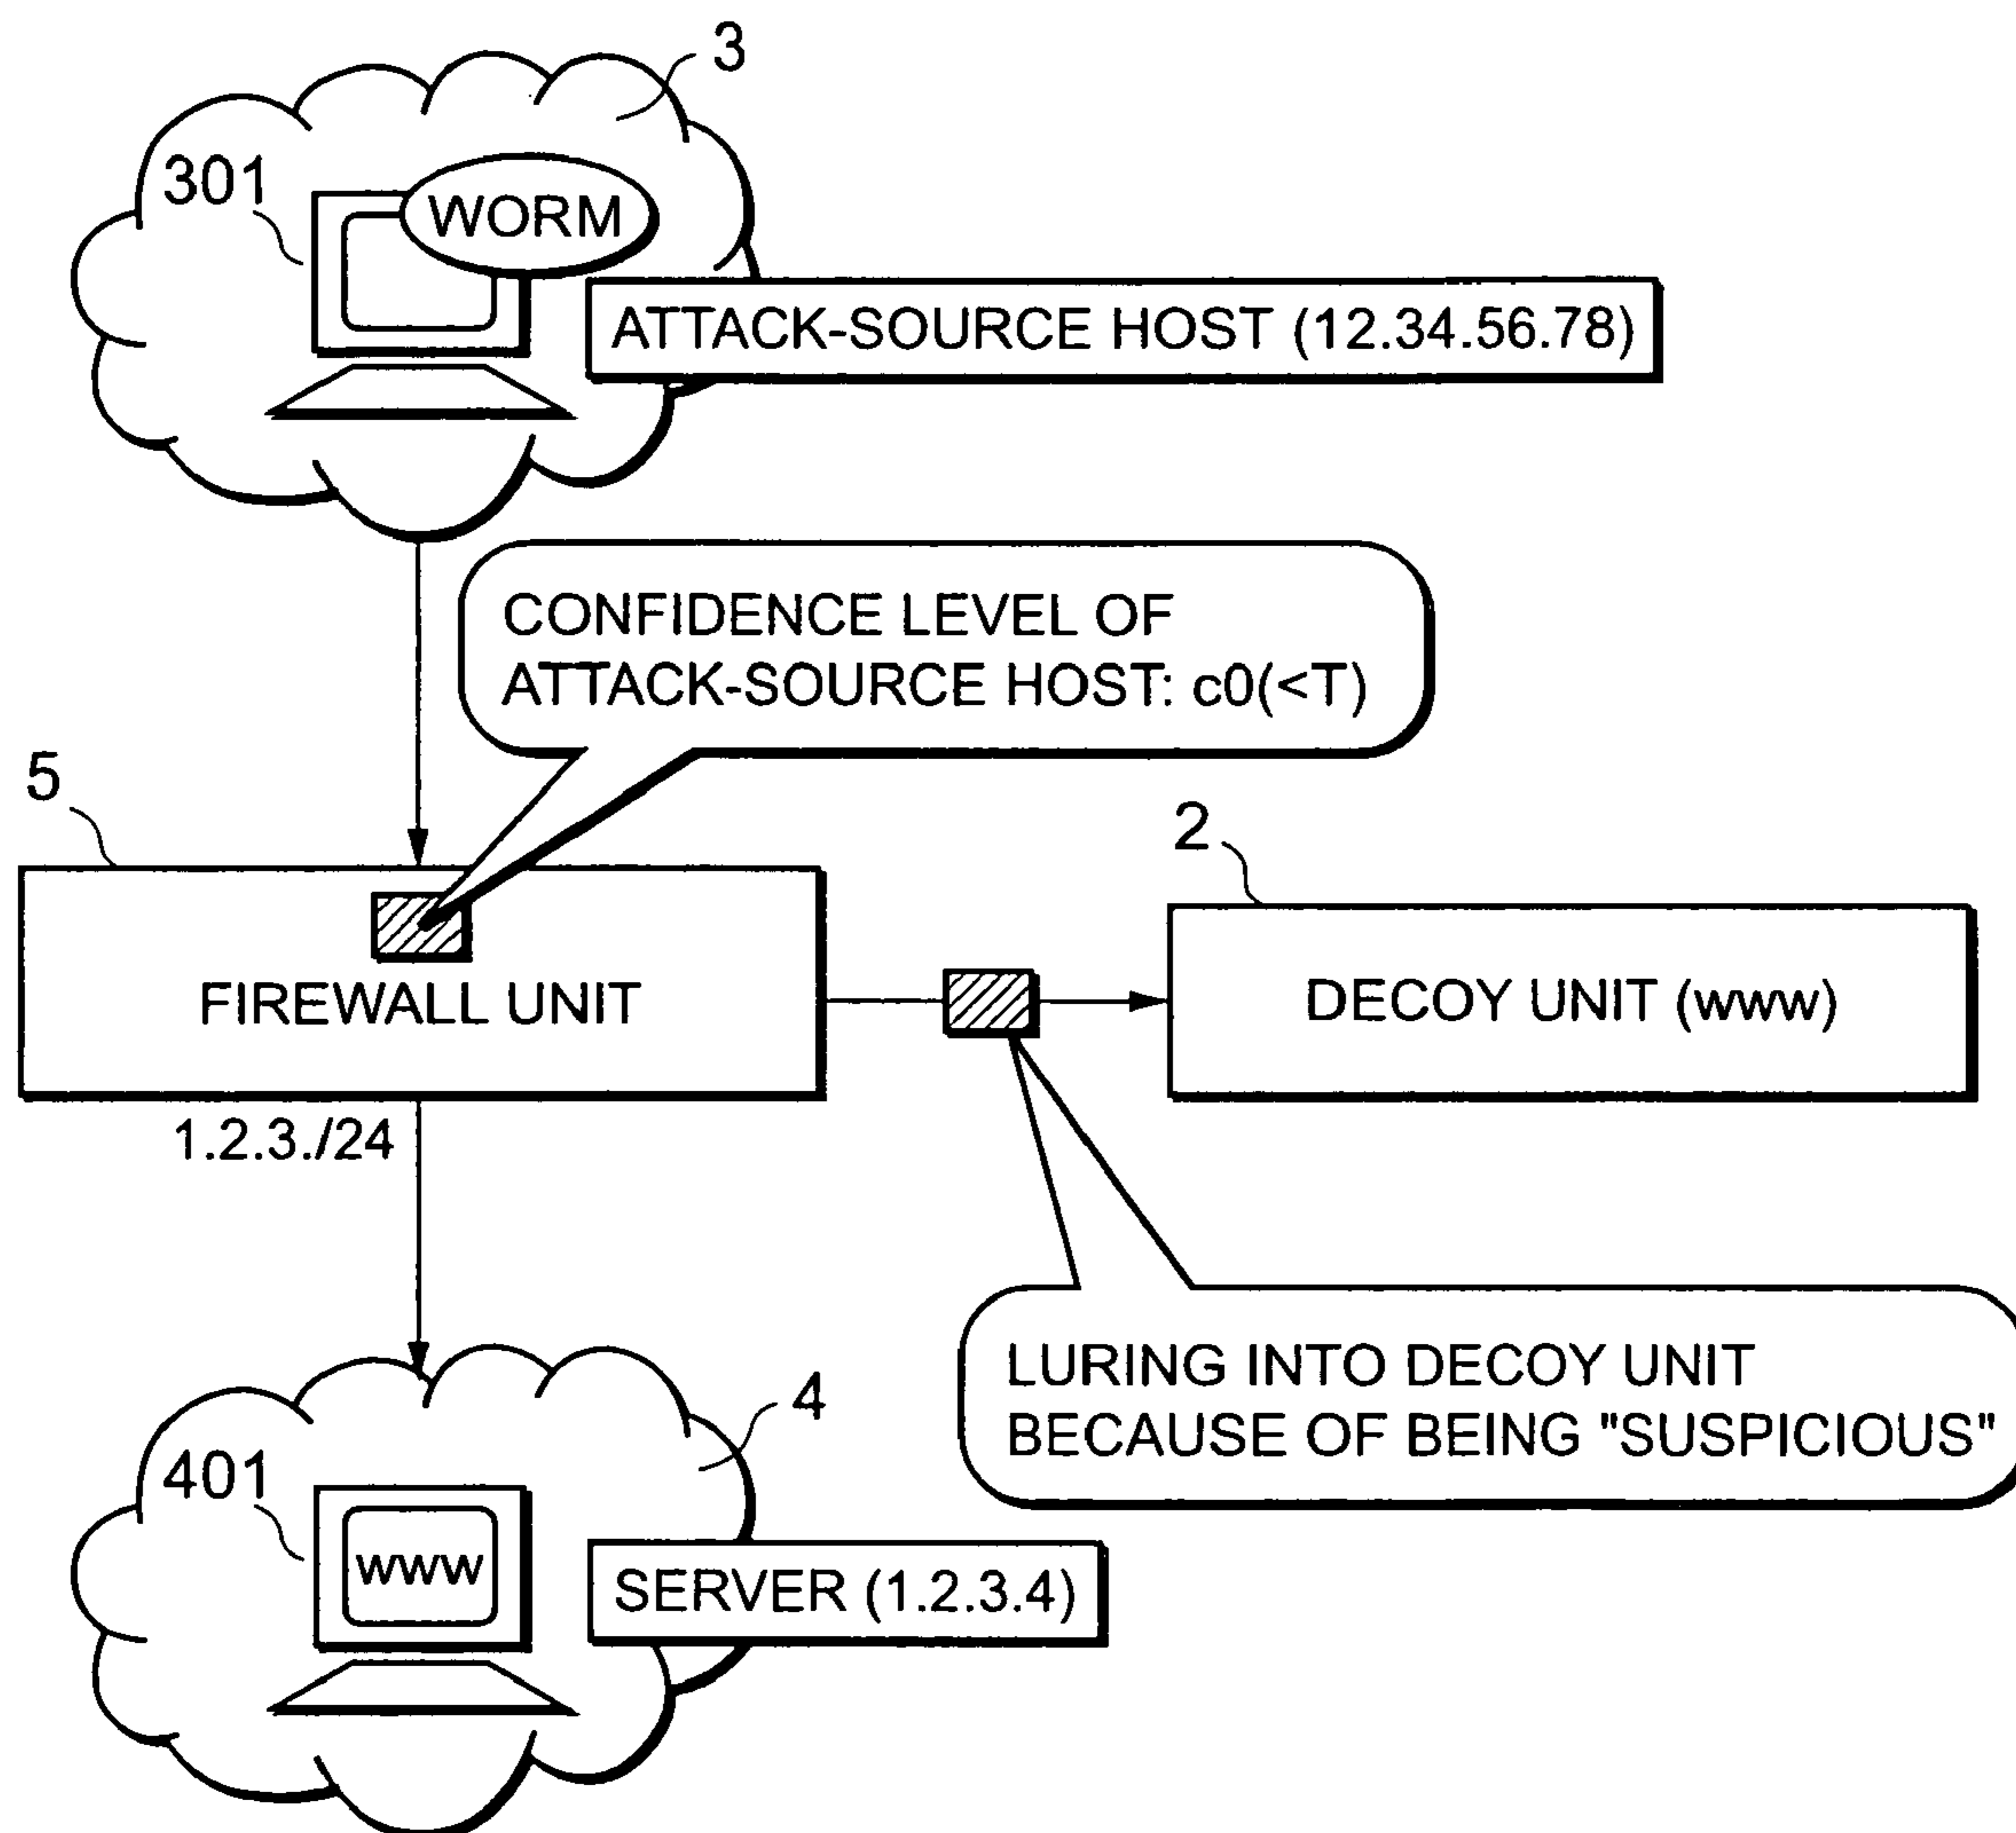 3
301
WORM
ATTACK-SOURCE HOST (12.34.56.78)
CONFIDENCE LEVEL OF
ATTACK-SOURCE HOST: c0(<T)
5
2
FIREWALL UNIT
DECOY UNIT (www)
1.2.3./24
LURING INTO DECOY UNIT
BECAUSE OF BEING "SUSPICIOUS"
4
401
www
SERVER (1.2.3.4)